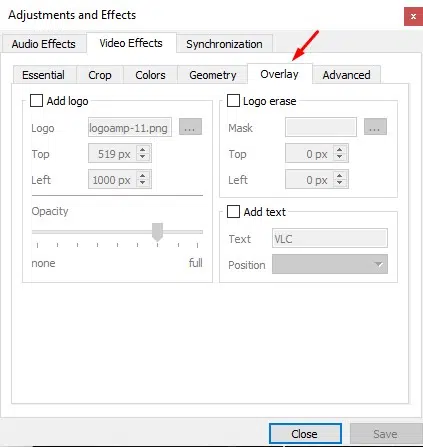 Adjustments and Effects
x
Audio Effects Video Effects Synchronization
Essential Crop Colors Geometry Overlay Advanced
Add logo
Logo logoamp-11.png ...
Top 519 px
Left 1000 px
Opacity
none full
Logo erase
Mask ...
Top 0 px
Left 0 px
Add text
Text VLC
Position
Close Save